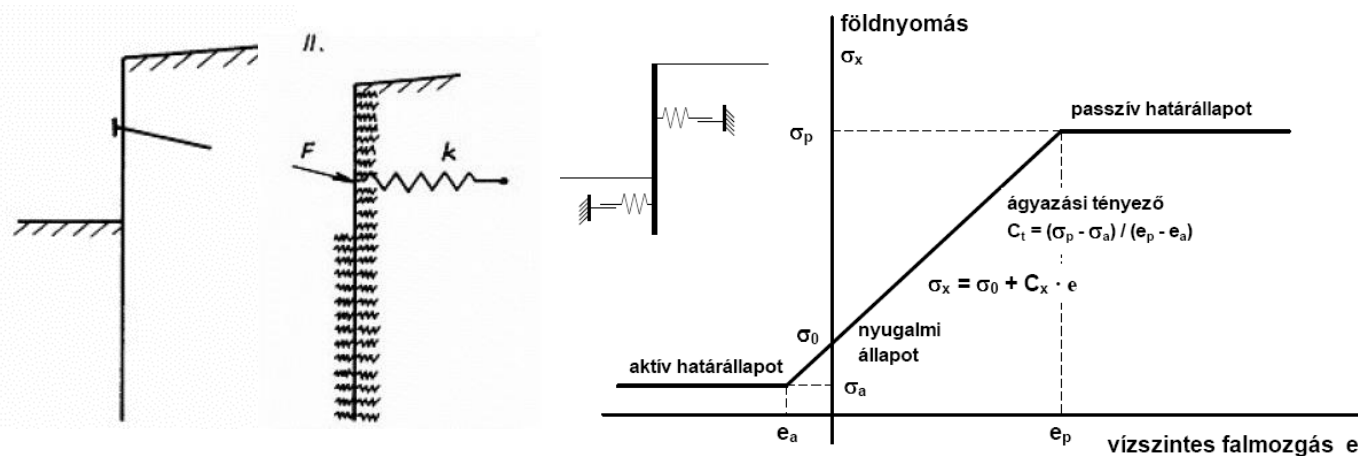 II.
F
k
földnyomás
σx
passzív határállapot
σp
ágyazási tényező
Ct = (σp - σa) / (ep - ea)
σx = σ0 + Cx · e
σ0
nyugalmi
állapot
aktív határállapot
σa
ea
ep
vízszintes falmozgás e